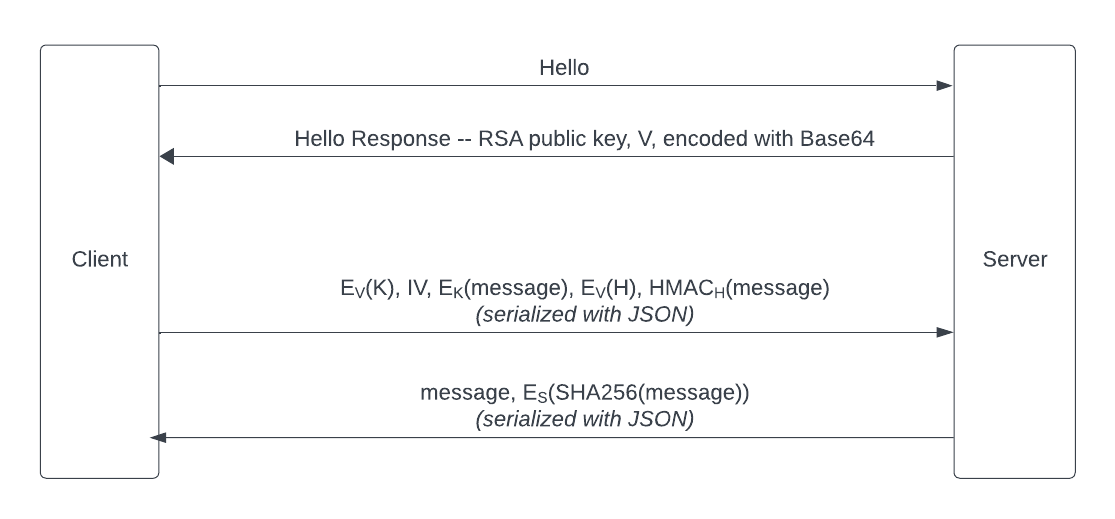 Hello
Hello Response -- RSA public key, V, encoded with Base64
Client
Server
E_V(K), IV, E_K(message), E_V(H), HMAC_H(message)
(serialized with JSON)
message, E_S(SHA256(message))
(serialized with JSON)